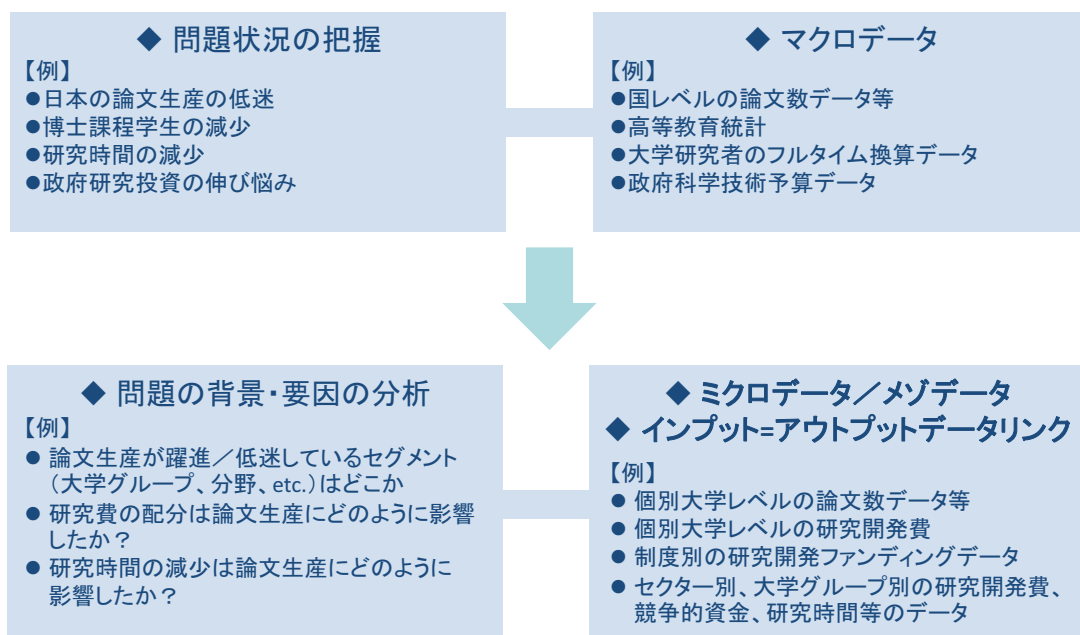 ◆ 問題状況の把握
【例】
●日本の論文生産の低迷
●博士課程学生の減少
●研究時間の減少
●政府研究投資の伸び悩み
◆ マクロデータ
【例】
●国レベルの論文数データ等
●高等教育統計
●大学研究者のフルタイム換算データ
●政府科学技術予算データ
◆ 問題の背景・要因の分析
【例】
● 論文生産が躍進／低迷しているセグメント
（大学グループ、分野、etc.）はどこか
● 研究費の配分は論文生産にどのように影響
したか？
● 研究時間の減少は論文生産にどのように
影響したか？
◆ ミクロデータ／メゾデータ
◆ インプット=アウトプットデータリンク
【例】
● 個別大学レベルの論文数データ等
● 個別大学レベルの研究開発費
● 制度別の研究開発ファンディングデータ
● セクター別、大学グループ別の研究開発費、
競争的資金、研究時間等のデータ